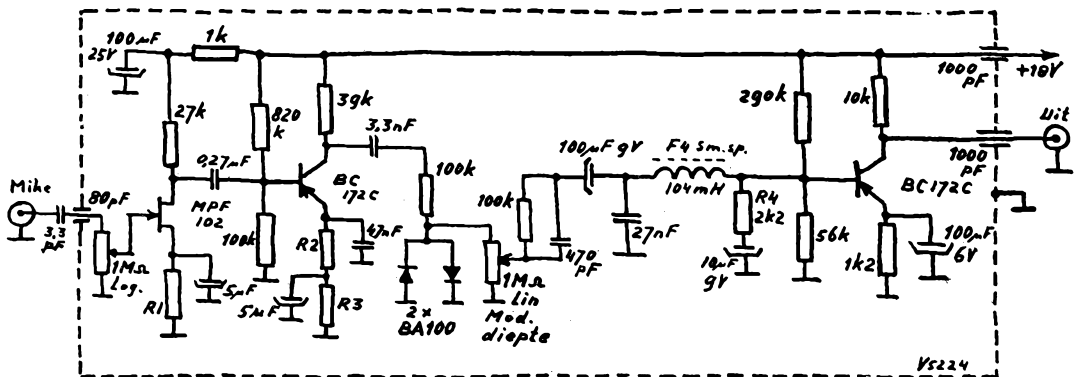 100µF
25V
1k
27k
820
k
39k
3,3nF
0,27µF
BC
172C
MPF
102
Mike
80pF
3,3
pF
1MΩ
Log.
R1
5µF
100k
R2
47nF
5µF
R3
100k
2x
BA100
1MΩ
Lin
Mod.
diepte
100k
470
pF
100µF 9V
27nF
F4 sm.sp.
104mH
R4
2k2
10µF
9V
290k
56k
10k
BC172C
1k2
100µF
6V
1000
pF
+18V
1000
pF
Uit
VS224